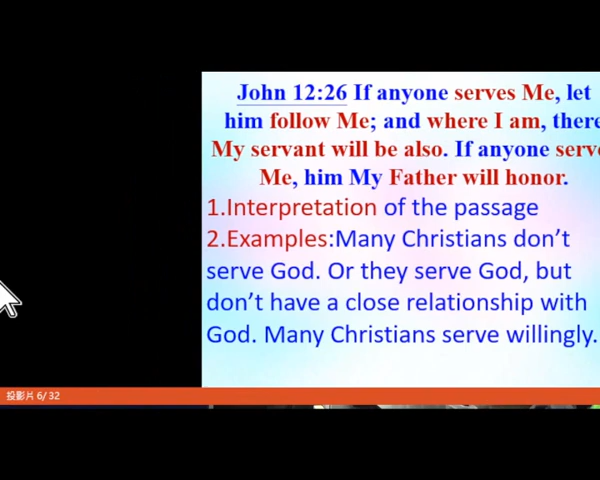 John 12:26 If anyone serves Me, let
him follow Me; and where I am, there
My servant will be also. If anyone serve
Me, him My Father will honor.
1.Interpretation of the passage
2.Examples:Many Christians don’t
serve God. Or they serve God, but
don’t have a close relationship with
God. Many Christians serve willingly.
投影片 6/ 32